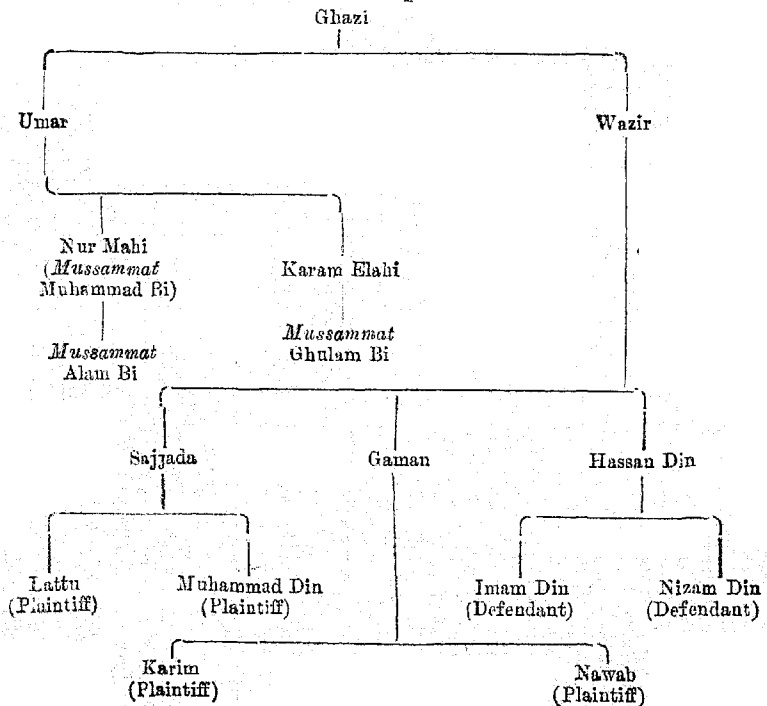 Ghazi
Umar
Wazir
Nur Mahi
(Mussammat
Muhammad Bi)
Karam Elahi
Mussammat
Alam Bi
Mussammat
Ghulam Bi
Sajjada
Gaman
Hassan Din
Lattu
(Plaintiff)
Muhammad Din
(Plaintiff)
Imam Din
(Defendant)
Nizam Din
(Defendant)
Karim
(Plaintiff)
Nawab
(Plaintiff)